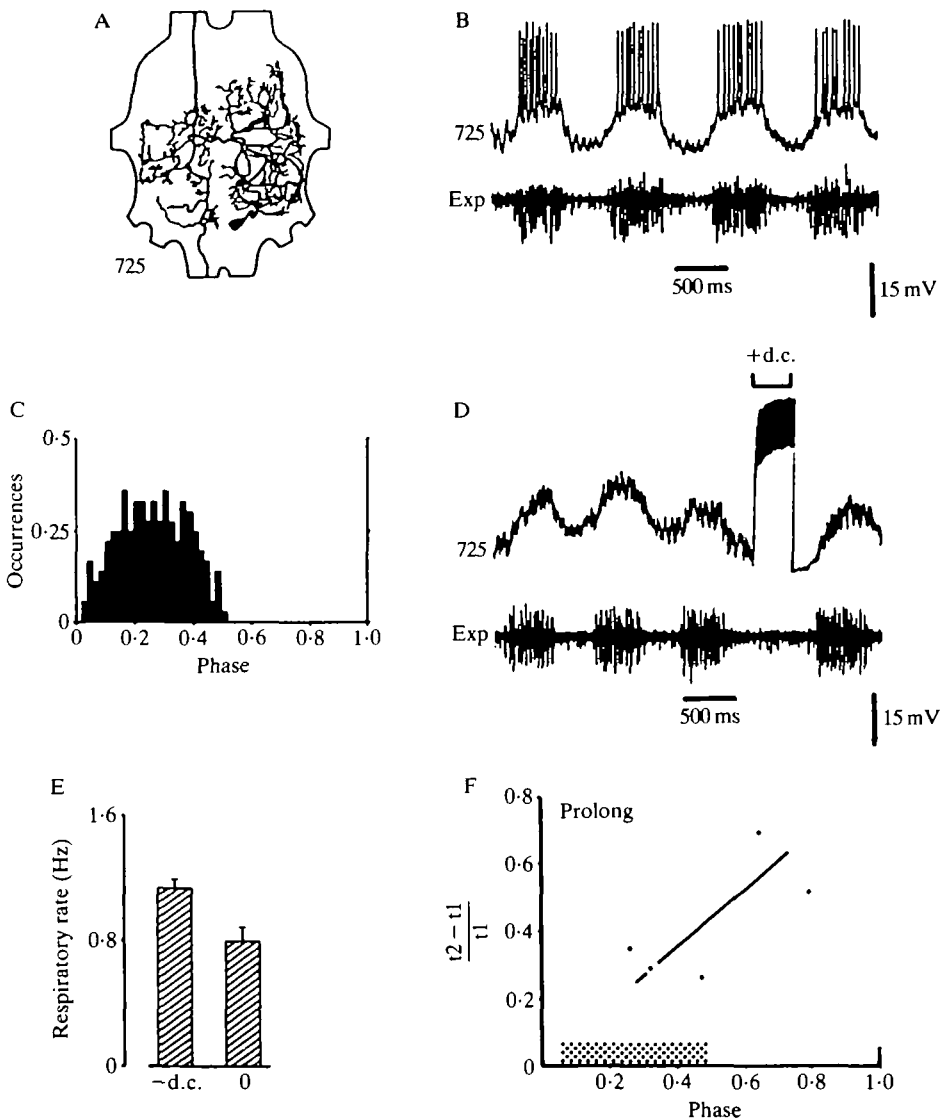 A
725
B
725
Exp
500 ms
15 mV
C
0·5
0·25
0
Occurrences
0 0·2 0·4 0·6 0·8 1·0
Phase
D
+d.c.
725
Exp
500 ms
15 mV
E
1·6
0·8
0
Respiratory rate (Hz)
−d.c. 0
F
Prolong
0·8
0·6
0·4
0·2
0
t2 − t1
t1
0·2 0·4 0·6 0·8 1·0
Phase